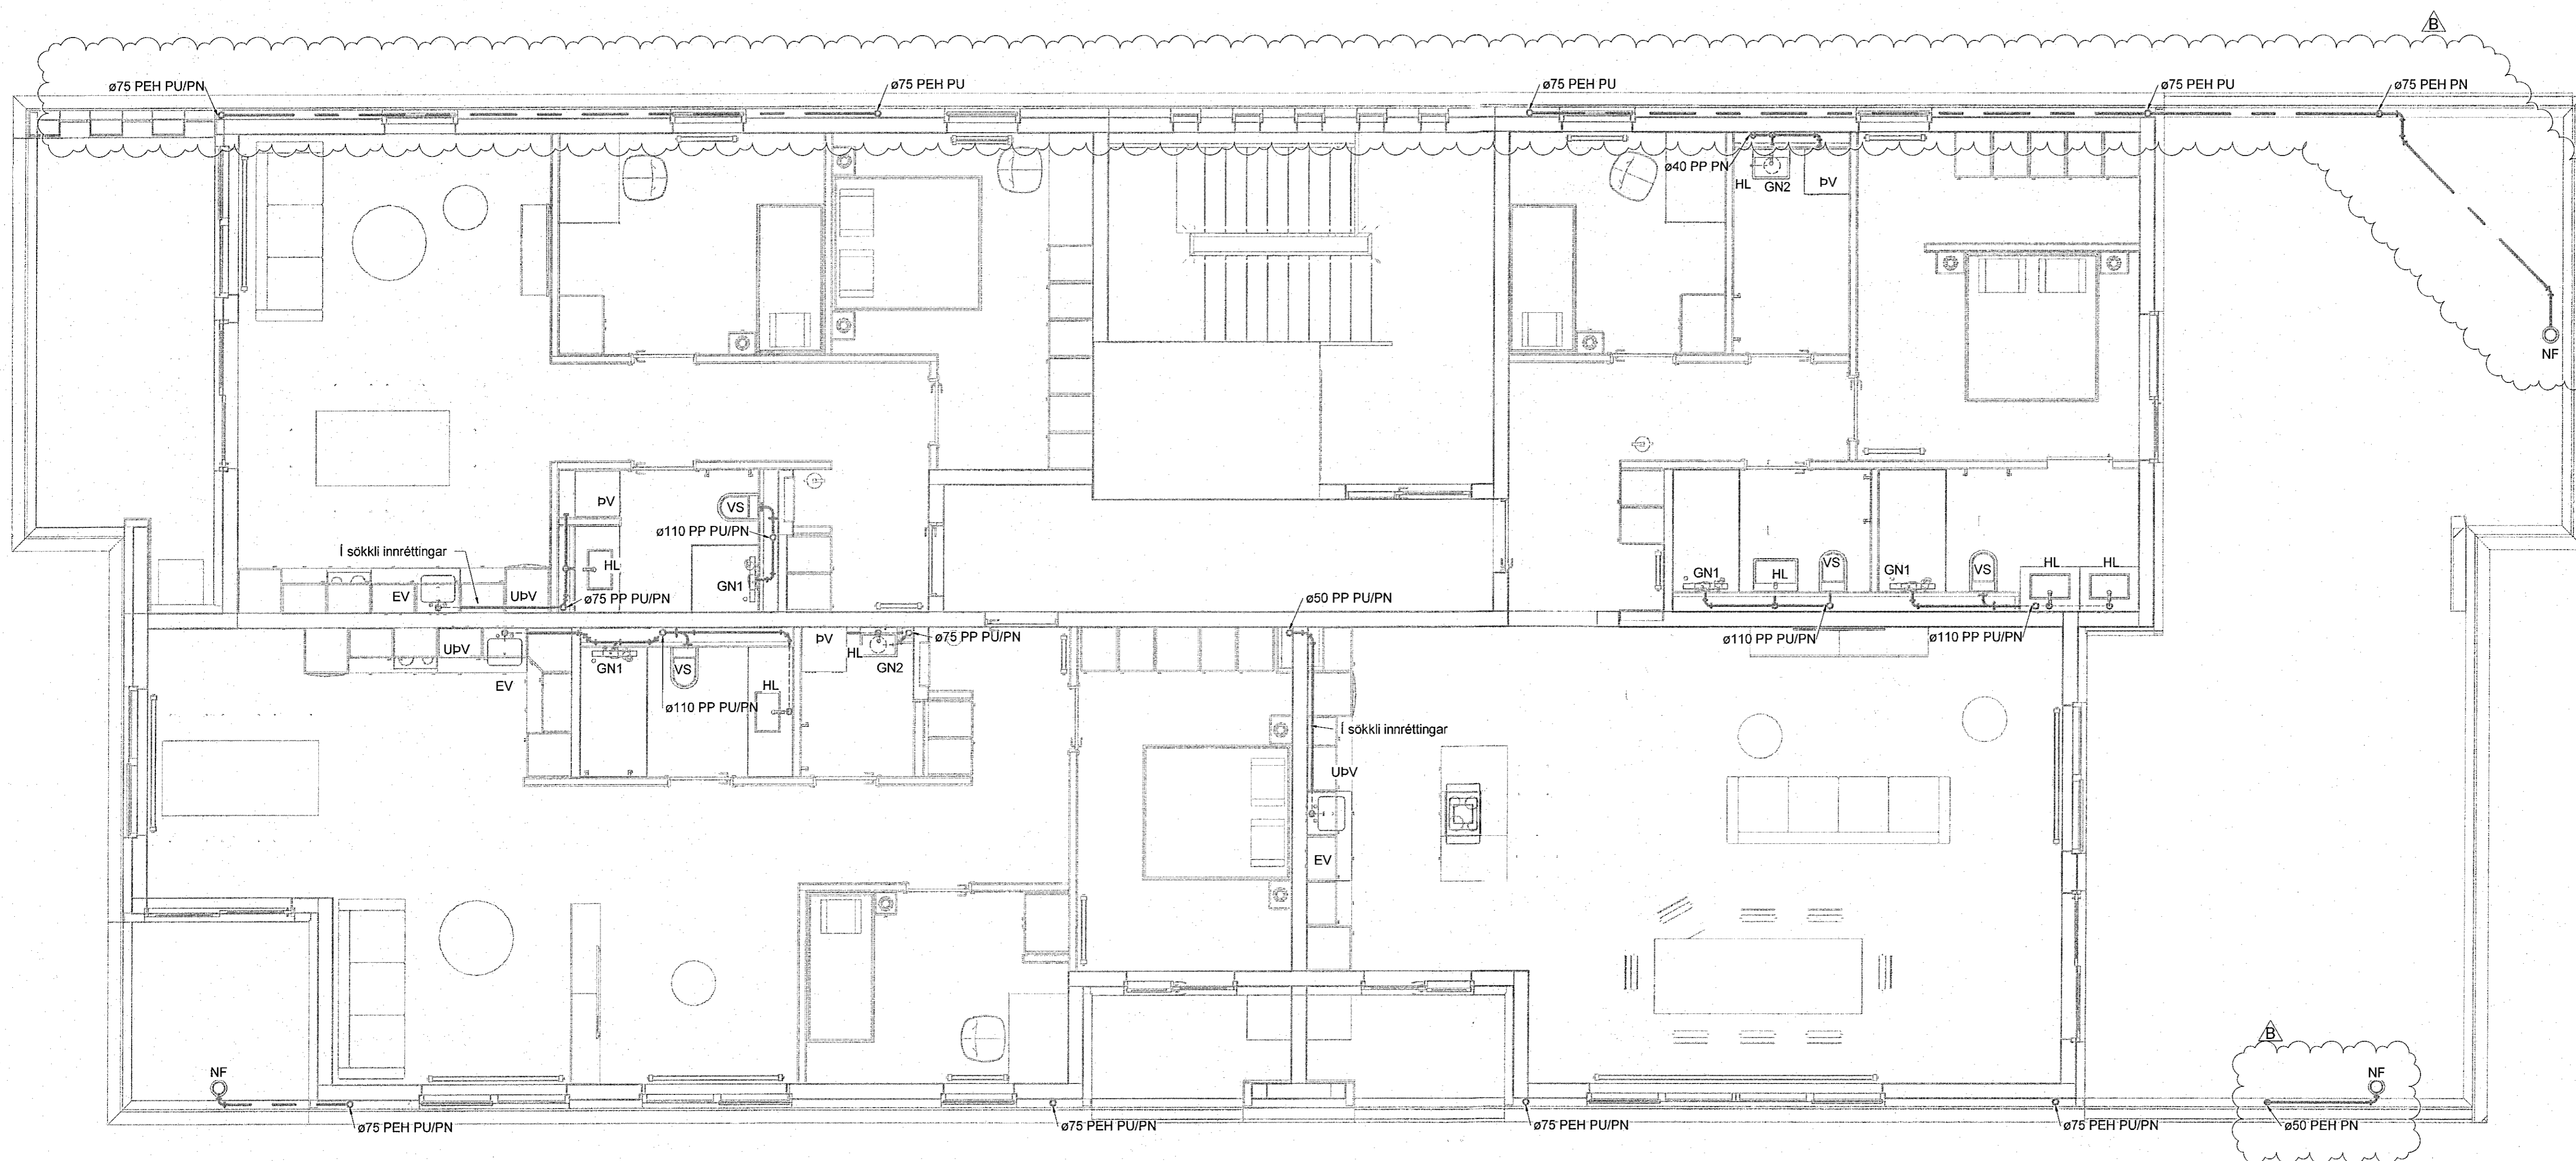 B
ø75 PEH PU/PN
ø75 PEH PU
ø75 PEH PU
ø75 PEH PU
ø75 PEH PN
ø40 PP PN
HL
GN2
ÞV
NF
ÞV
VS
ø110 PP PU/PN
Í sökkli innréttingar
HL
GN1
EV
UÞV
ø75 PP PU/PN
GN1
HL
VS
GN1
VS
HL
HL
ø50 PP PU/PN
ø110 PP PU/PN
ø110 PP PU/PN
UÞV
EV
GN1
VS
HL
ø110 PP PU/PN
ÞV
HL
GN2
ø75 PP PU/PN
Í sökkli innréttingar
UÞV
EV
B
NF
NF
ø75 PEH PU/PN
ø75 PEH PU/PN
ø75 PEH PU/PN
ø75 PEH PU/PN
ø50 PEH PN